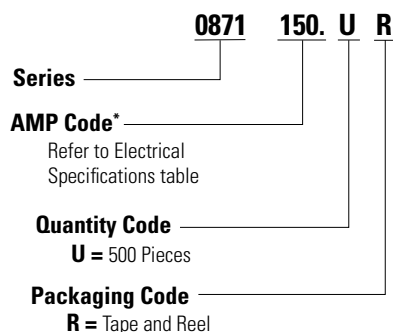 0871 150. U R
Series
AMP Code*
Refer to Electrical
Specifications table
Quantity Code
U = 500 Pieces
Packaging Code
R = Tape and Reel